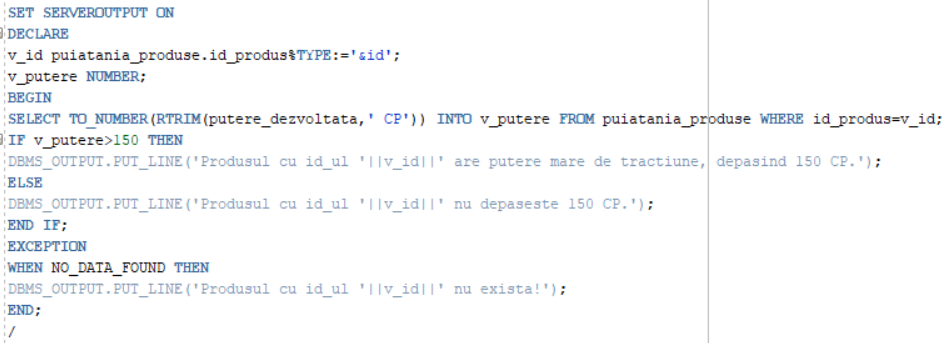 SET SERVEROUTPUT ON
DECLARE
v_id puiatania_produse.id_produs%TYPE:='&id';
v_putere NUMBER;
BEGIN
SELECT TO_NUMBER(RTRIM(putere_dezvoltata,' CP')) INTO v_putere FROM puiatania_produse WHERE id_produs=v_id;
IF v_putere>150 THEN
DBMS_OUTPUT.PUT_LINE('Produsul cu id_ul '||v_id||' are putere mare de tractiune, depasind 150 CP.');
ELSE
DBMS_OUTPUT.PUT_LINE('Produsul cu id_ul '||v_id||' nu depaseste 150 CP.');
END IF;
EXCEPTION
WHEN NO_DATA_FOUND THEN
DBMS_OUTPUT.PUT_LINE('Produsul cu id_ul '||v_id||' nu exista!');
END;
/